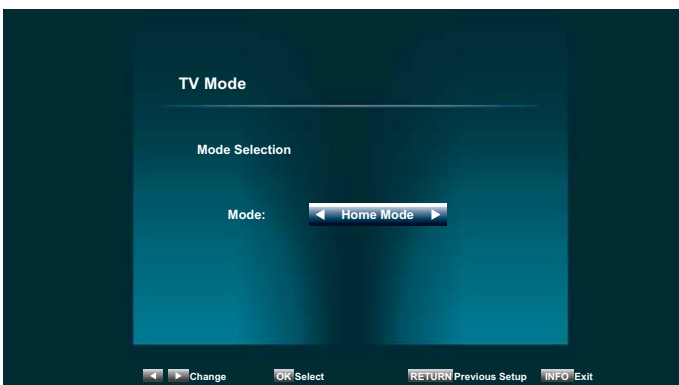 TV Mode
Mode Selection
Mode: Home Mode
Change OK Select RETURN Previous Setup INFO Exit